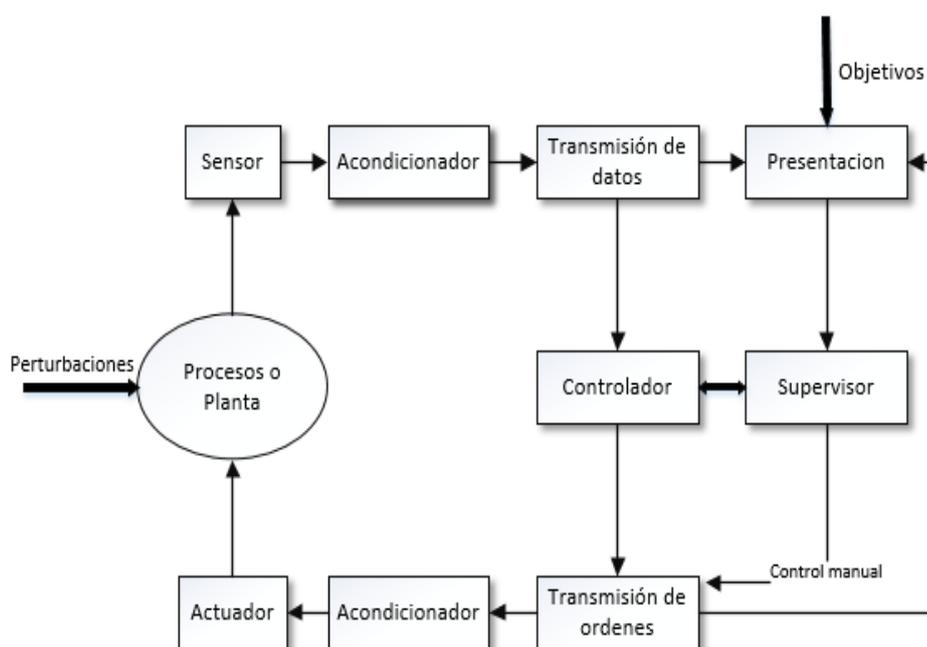 Objetivos
Sensor
Acondicionador
Transmisión de
datos
Presentacion
Perturbaciones
Procesos o
Planta
Controlador
Supervisor
Control manual
Actuador
Acondicionador
Transmisión de
ordenes